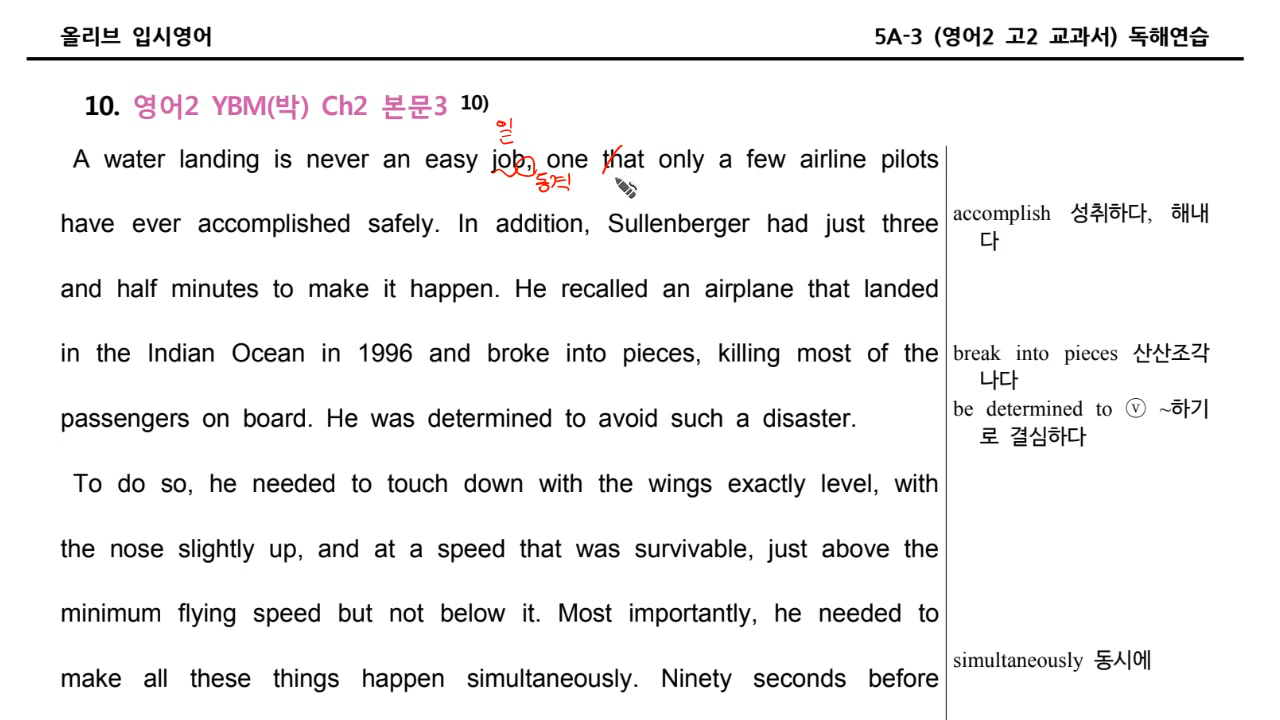 올리브 입시영어
5A-3 (영어2 고2 교과서) 독해연습
10. 영어2 YBM(박) Ch2 본문3 10)
일
A water landing is never an easy job, one that only a few airline pilots
동격
have ever accomplished safely. In addition, Sullenberger had just three
and half minutes to make it happen. He recalled an airplane that landed
in the Indian Ocean in 1996 and broke into pieces, killing most of the
passengers on board. He was determined to avoid such a disaster.
To do so, he needed to touch down with the wings exactly level, with
the nose slightly up, and at a speed that was survivable, just above the
minimum flying speed but not below it. Most importantly, he needed to
make all these things happen simultaneously. Ninety seconds before
accomplish 성취하다, 해내
다
break into pieces 산산조각
나다
be determined to ⓥ ~하기
로 결심하다
simultaneously 동시에